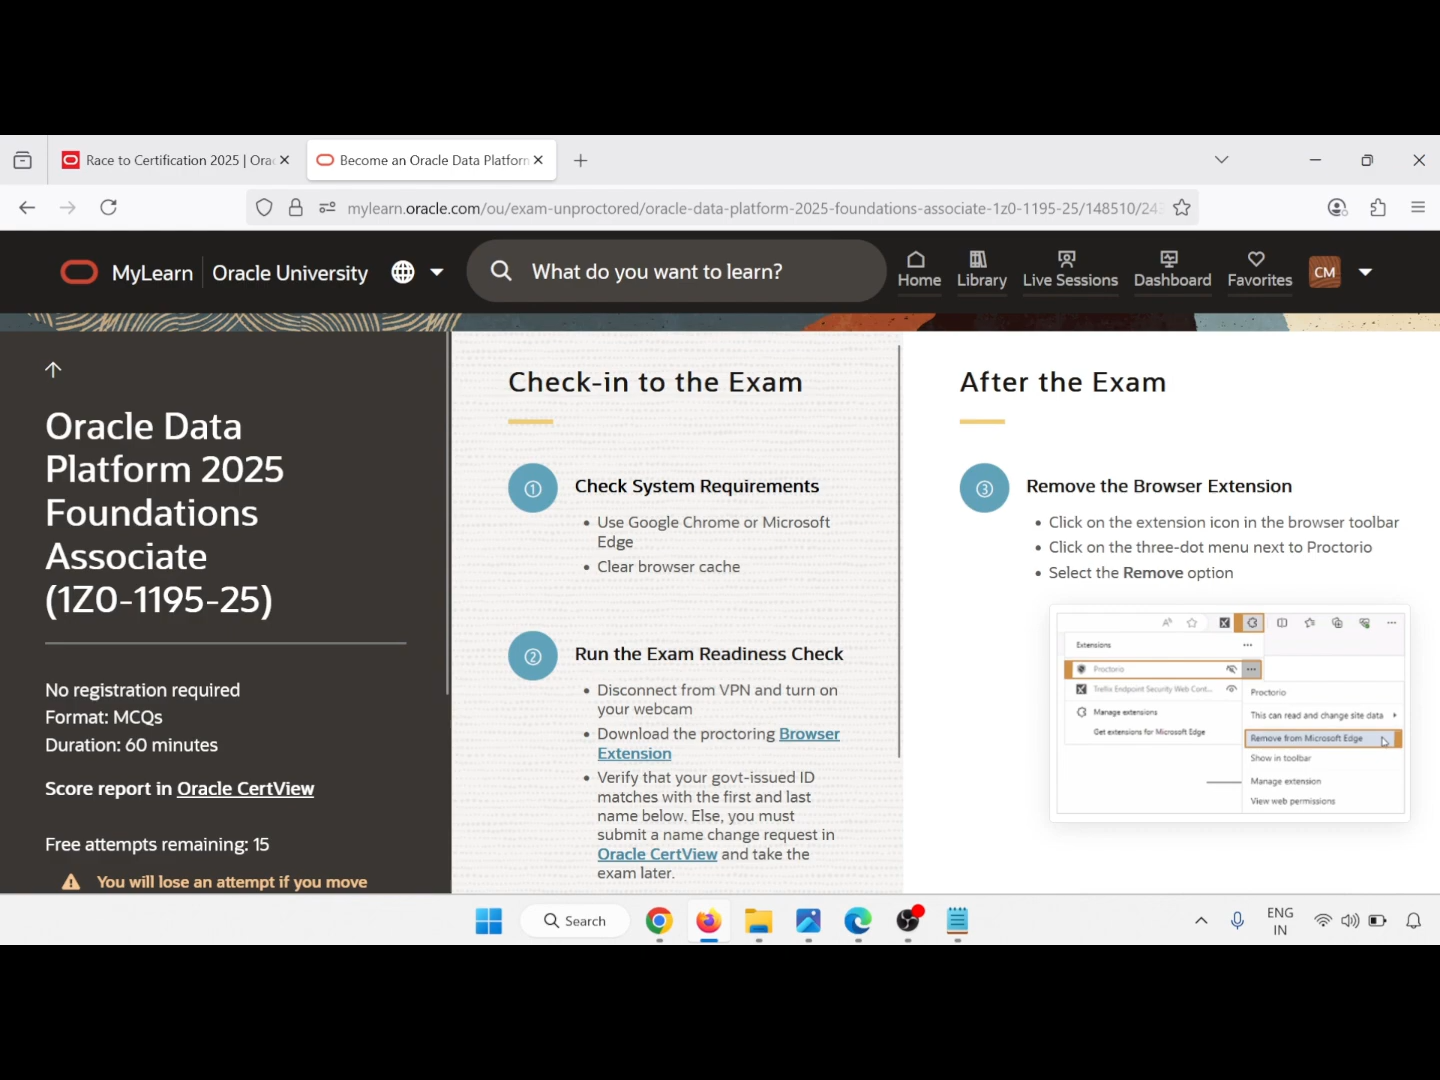 Race to Certification 2025 | Orac
Become an Oracle Data Platform
mylearn.oracle.com/ou/exam-unproctored/oracle-data-platform-2025-foundations-associate-1z0-1195-25/148510/243
MyLearn
Oracle University
What do you want to learn?
Home
Library
Live Sessions
Dashboard
Favorites
CM
Oracle Data
Platform 2025
Foundations
Associate
(1Z0-1195-25)
No registration required
Format: MCQs
Duration: 60 minutes
Score report in Oracle CertView
Free attempts remaining: 15
You will lose an attempt if you move
Check-in to the Exam
1
Check System Requirements
• Use Google Chrome or Microsoft
Edge
• Clear browser cache
2
Run the Exam Readiness Check
• Disconnect from VPN and turn on
your webcam
• Download the proctoring Browser
Extension
• Verify that your govt-issued ID
matches with the first and last
name below. Else, you must
submit a name change request in
Oracle CertView and take the
exam later.
After the Exam
3
Remove the Browser Extension
• Click on the extension icon in the browser toolbar
• Click on the three-dot menu next to Proctorio
• Select the Remove option
Extensions
Proctorio
Trellix Endpoint Security Web Cont...
Manage extensions
Get extensions for Microsoft Edge
Proctorio
This can read and change site data
Remove from Microsoft Edge
Show in toolbar
Manage extension
View web permissions
Search
ENG
IN